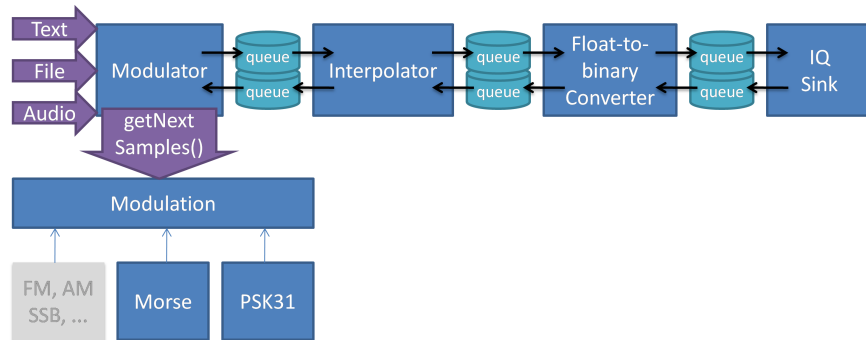 Text
File
Audio
Modulator
queue
queue
Interpolator
queue
queue
Float-to-
binary
Converter
queue
queue
IQ
Sink
getNext
Samples()
Modulation
FM, AM
SSB, ...
Morse
PSK31